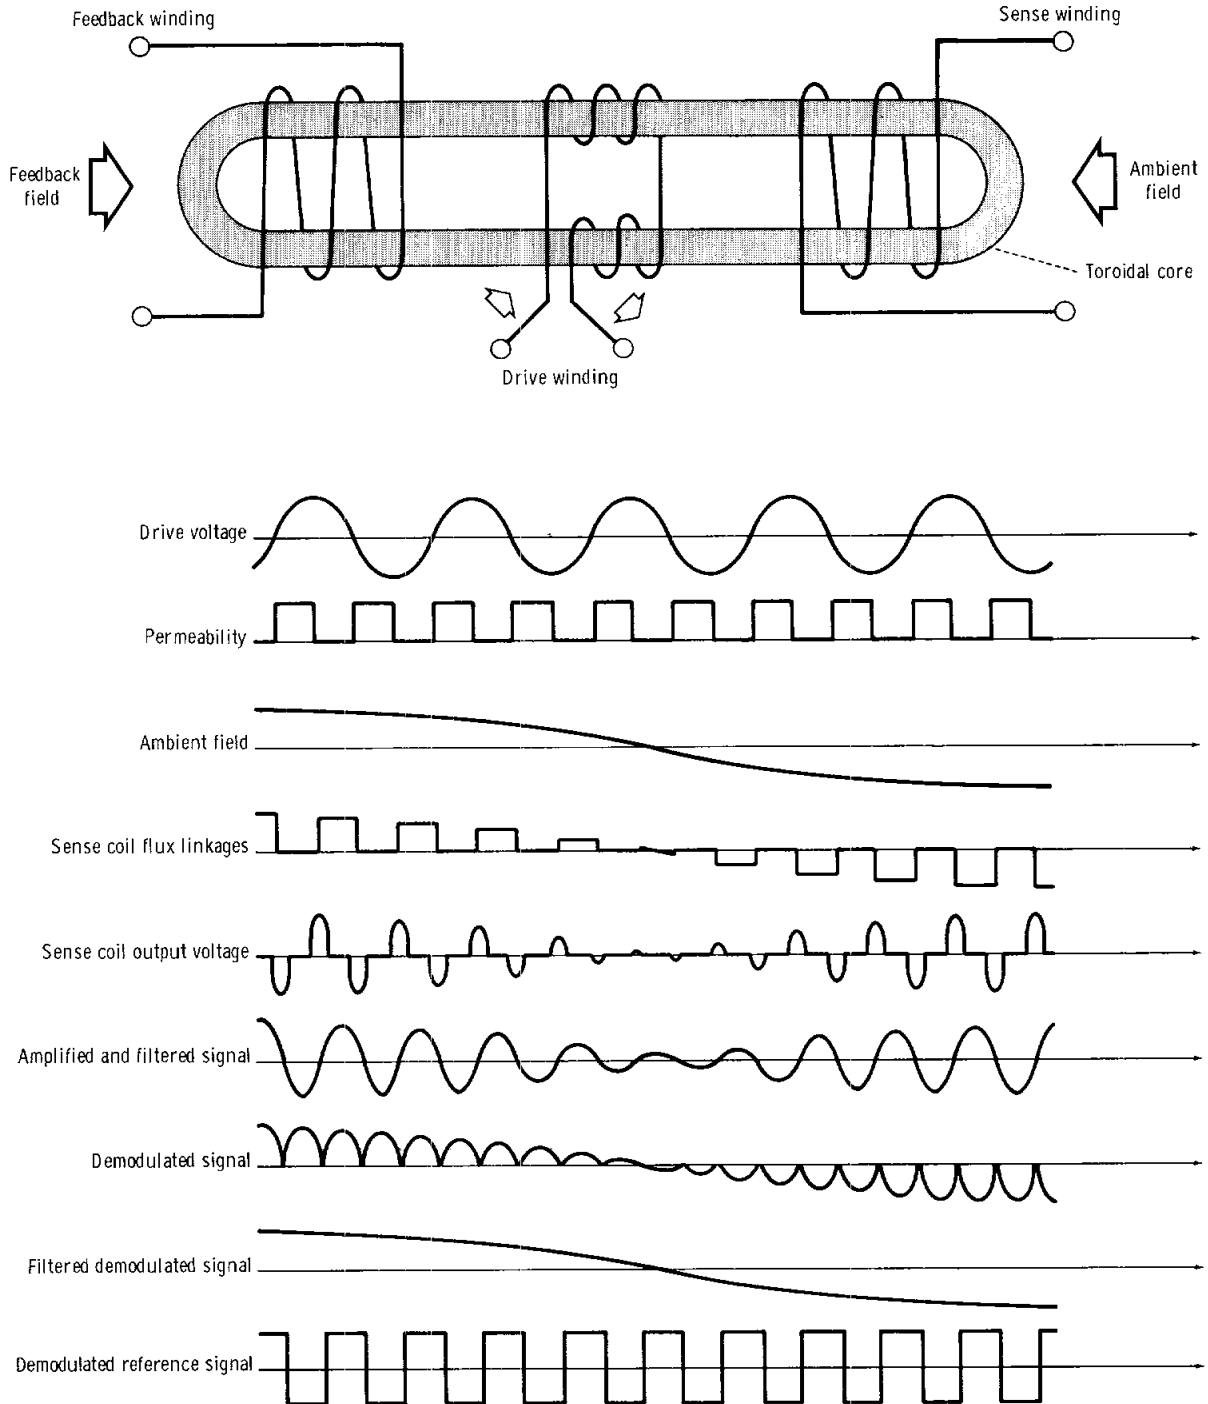 Feedback winding
Sense winding
Feedback
field
Ambient
field
Toroidal core
Drive winding
Drive voltage
Permeability
Ambient field
Sense coil flux linkages
Sense coil output voltage
Amplified and filtered signal
Demodulated signal
Filtered demodulated signal
Demodulated reference signal